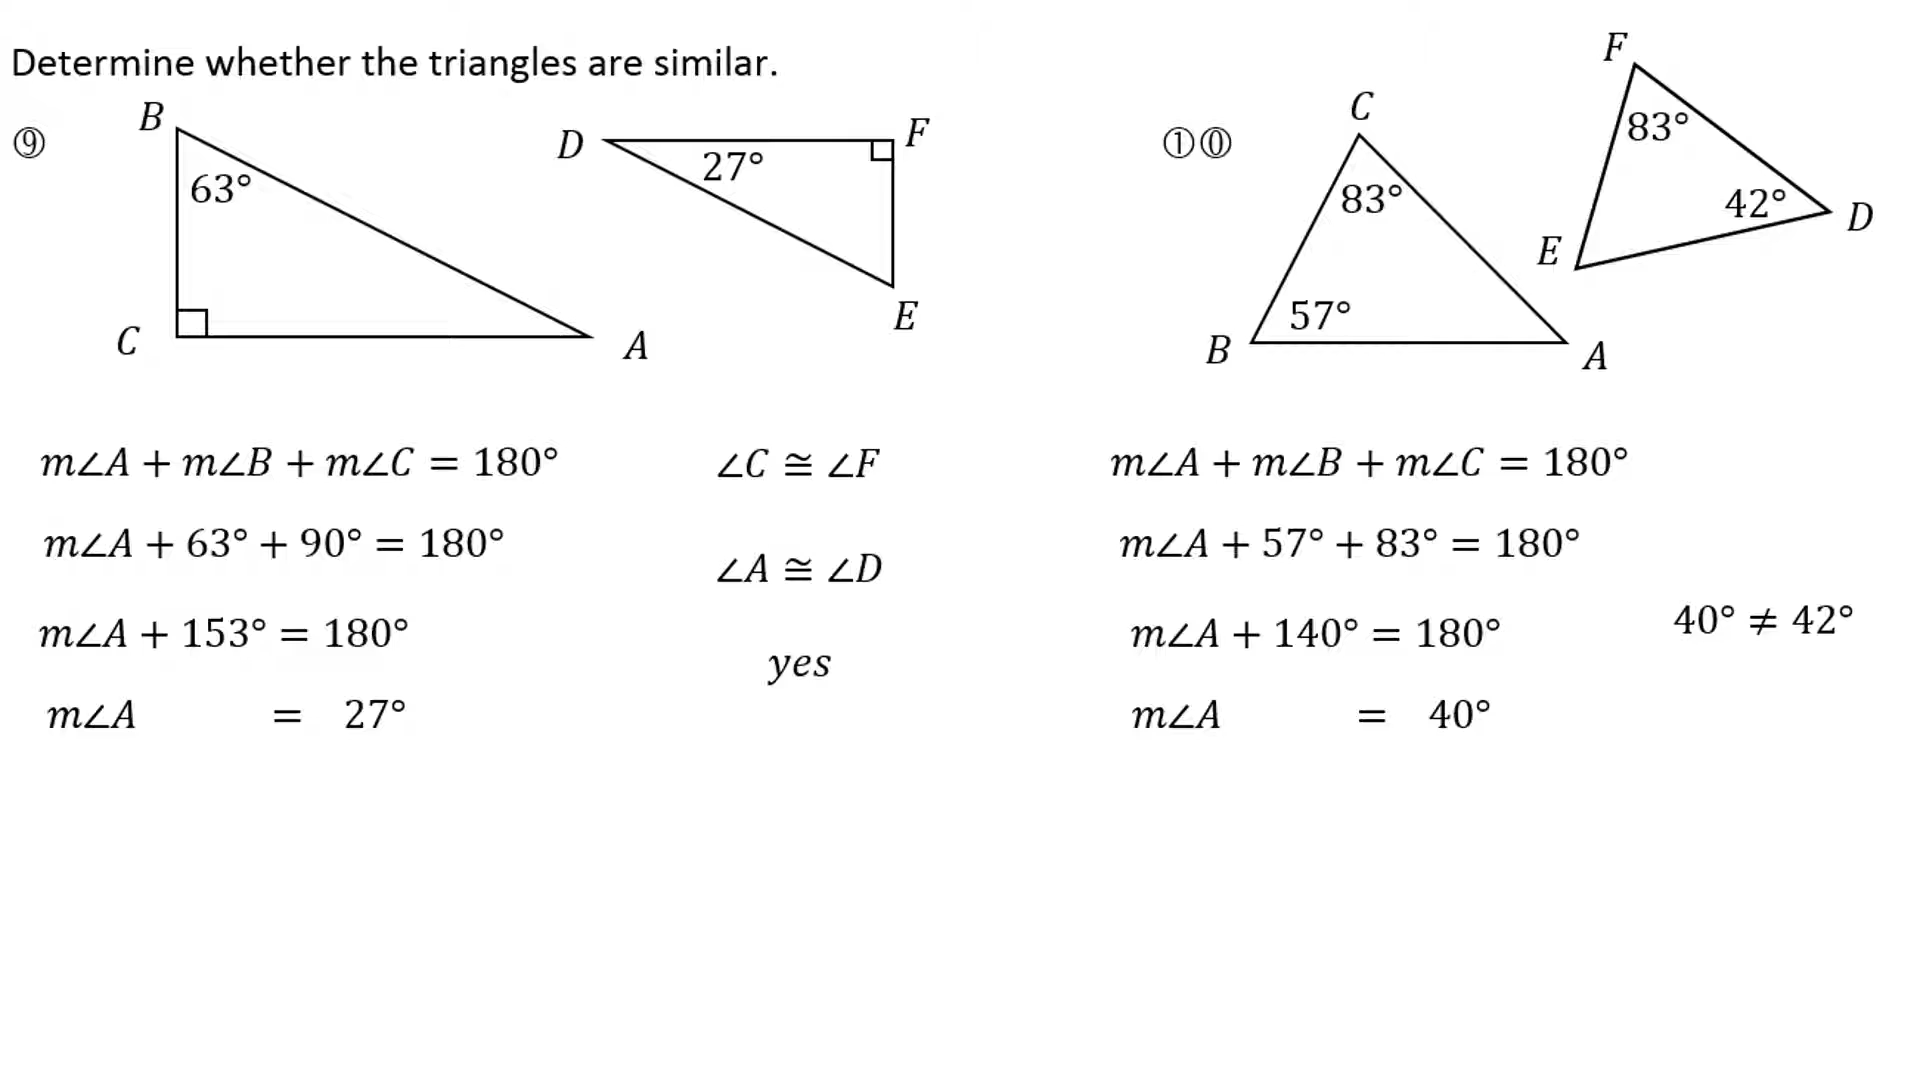 Determine whether the triangles are similar.
⑨
B
63°
C
A
D
27°
F
E
①⓪
C
83°
57°
B
A
F
83°
42°
D
E
m∠A + m∠B + m∠C = 180°
m∠A + 63° + 90° = 180°
m∠A + 153° = 180°
m∠A = 27°
∠C ≅ ∠F
∠A ≅ ∠D
yes
m∠A + m∠B + m∠C = 180°
m∠A + 57° + 83° = 180°
m∠A + 140° = 180°
m∠A = 40°
40° ≠ 42°